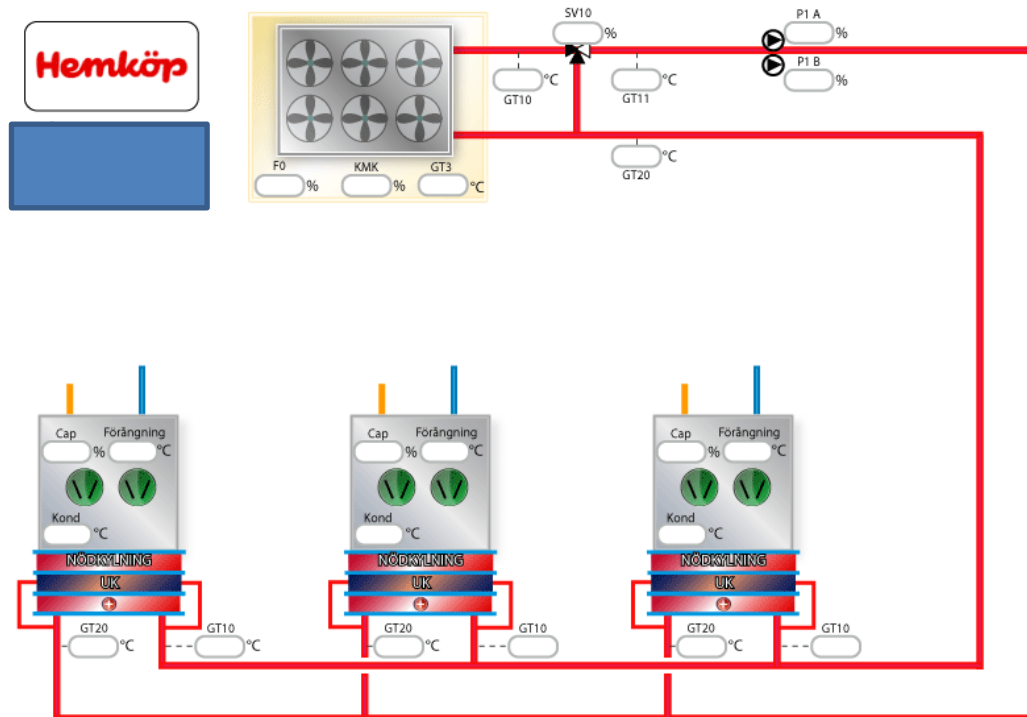 Hemköp
SV10
%
P1 A
%
P1 B
%
°C
GT10
°C
GT11
°C
GT20
F0
%
KMK
%
GT3
°C
Cap
%
Förångning
°C
Kond
°C
NÖDKYLNING
UK
GT20
°C
GT10
°C
Cap
%
Förångning
°C
Kond
°C
NÖDKYLNING
UK
GT20
°C
GT10
Cap
%
Förångning
°C
Kond
°C
NÖDKYLNING
UK
GT20
°C
GT10